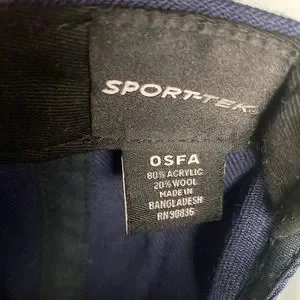 SPORT-TEK
OSFA
80% ACRYLIC
20% WOOL
MADE IN
BANGLADESH
RN 90836